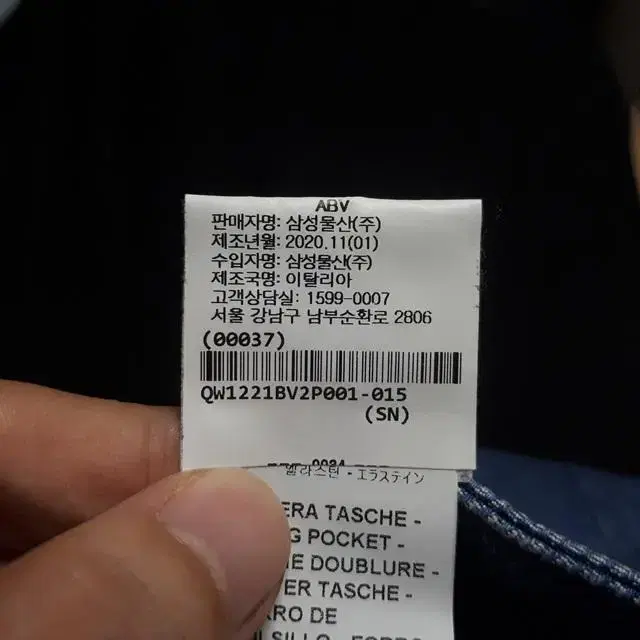 ABV
판매자명: 삼성물산(주)
제조년월: 2020.11(01)
수입자명: 삼성물산(주)
제조국명: 이탈리아
고객상담실: 1599-0007
서울 강남구 남부순환로 2806
(00037)
QW1221BV2P001-015
(SN)
엘라스틴 - エラステイン
ERA TASCHE -
G POCKET -
E DOUBLURE -
ER TASCHE -
RO DE